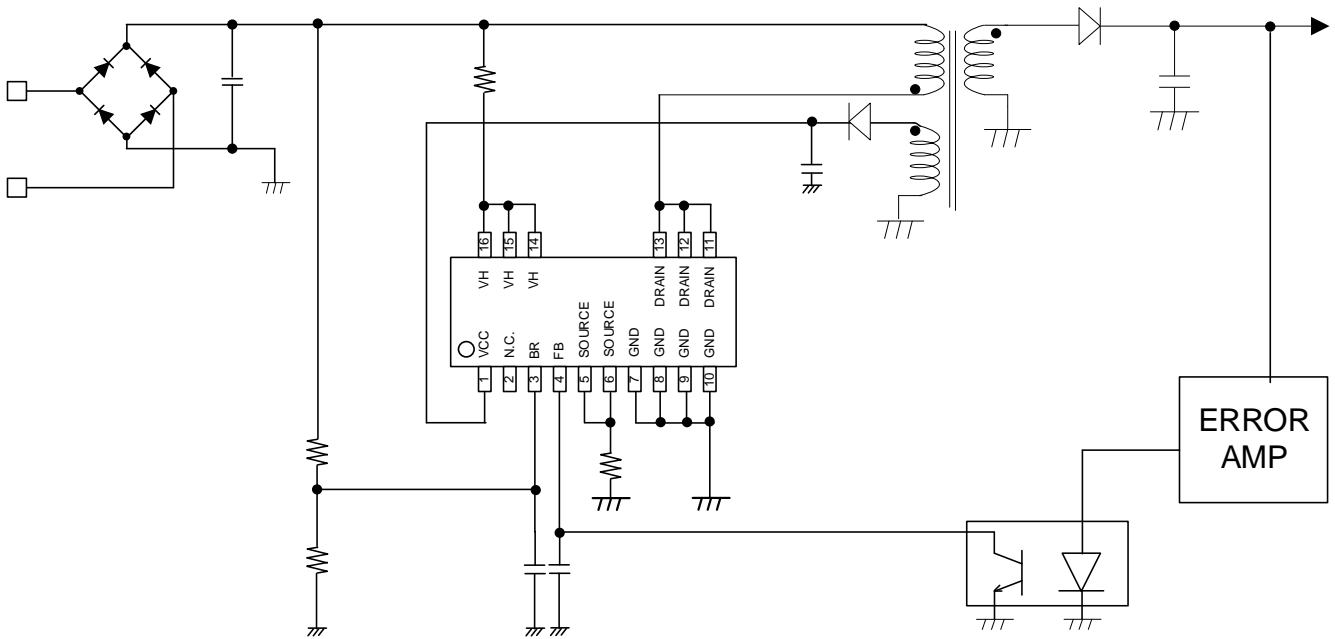 16
15
14
13
12
11
VH
VH
VH
DRAIN
DRAIN
DRAIN
VCC
N.C.
BR
FB
SOURCE
SOURCE
GND
GND
GND
GND
1
2
3
4
5
6
7
8
9
10
ERROR
AMP